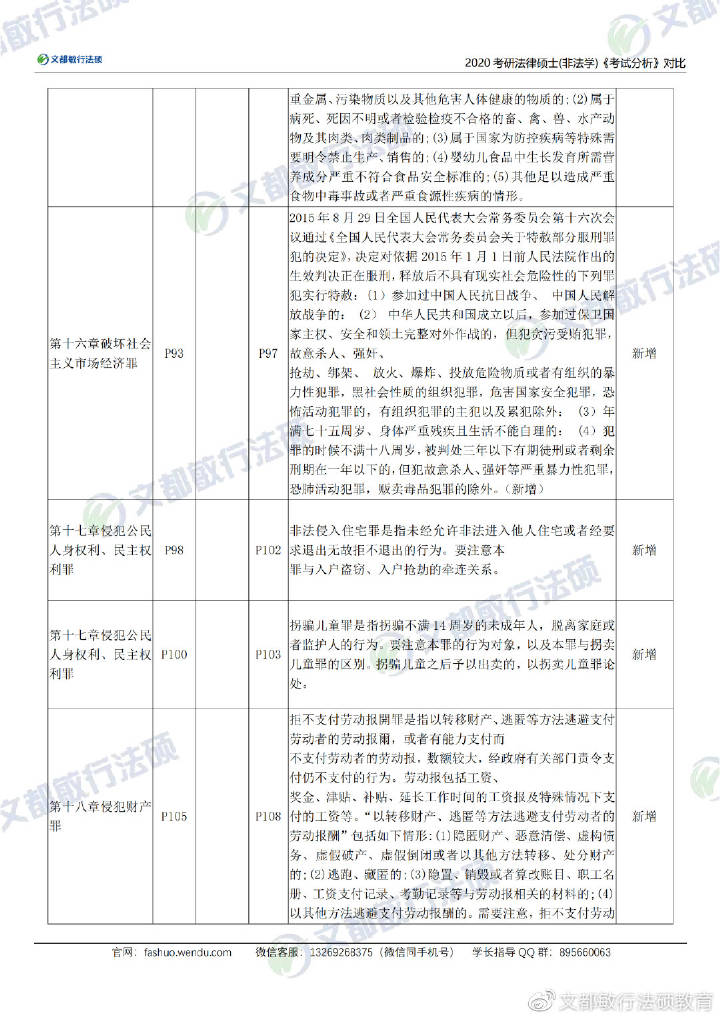 文都敏行法硕
2020 考研法律硕士(非法学)《考试分析》对比
重金属、污染物质以及其他危害人体健康的物质的;(2)属于
病死、死因不明或者检验检疫不合格的畜、禽、兽、水产动
物及其肉类、肉类制品的;(3)属于国家为防控疾病等特殊需
要明令禁止生产、销售的;(4)婴幼儿食品中生长发育所需营
养成分严重不符合食品安全标准的;(5)其他足以造成严重
食物中毒事故或者严重食源性疾病的情形。
第十六章破坏社会
主义市场经济罪
P93
P97
2015 年 8 月 29 日全国人民代表大会常务委员会第十六次会
议通过《全国人民代表大会常务委员会关于特赦部分服刑罪
犯的决定》,决定对依据 2015 年 1 月 1 日前人民法院作出的
生效判决正在服刑，释放后不具有现实社会危险性的下列罪
犯实行特赦:(1) 参加过中国人民抗日战争、 中国人民解
放战争的： (2） 中华人民共和国成立以后，参加过保卫国
家主权、安全和领土完整对外作战的，但犯贪污受贿犯罪，
故意杀人、强奸、
抢劫、绑架、 放火、爆炸、投放危险物质或者有组织的暴
力性犯罪，黑社会性质的组织犯罪，危害国家安全犯罪，恐
怖活动犯罪的，有组织犯罪的主犯以及累犯除外： (3）年
满七十五周岁、身体严重残疾且生活不能自理的： (4）犯
罪的时候不满十八周岁，被判处三年以下有期徒刑或者剩余
刑期在一年以下的,但犯故意杀人、强奸等严重暴力性犯罪，
恐肺活动犯罪，贩卖毒品犯罪的除外。（新增）
新增
第十七章侵犯公民
人身权利、民主权
利罪
P98
P102
非法侵入住宅罪是指未经允许非法进入他人住宅或者经要
求退出无故拒不退出的行为。要注意本
罪与入户盗窃、入户抢劫的牵连关系。
新增
第十七章侵犯公民
人身权利、民主权
利罪
P100
P103
拐骗儿童罪是指拐骗不满 14 周岁的未成年人，脱离家庭或
者监护人的行为。要注意本罪的行为对象，以及本罪与拐卖
儿童罪的区别。拐骗儿童之后予以出卖的，以拐卖儿童罪论
处。
新增
第十八章侵犯财产
罪
P105
P108
拒不支付劳动报開罪是指以转移财产、逃匿等方法逃避支付
劳动者的劳动报爾，或者有能力支付而
不支付劳动者的劳动报，数额较大，经政府有关部门责令支
付仍不支付的行为。劳动报包括工资、
奖金、津贴、补贴、延长工作时间的工资报及特殊情况下支
付的工资等。“以转移财产、逃匿等方法逃避支付劳动者的
劳动报酬”包括如下情形:(1)隐匿财产、恶意清偿、虚构债
务、虚假破产、虚假倒闭或者以其他方法转移、处分财产
的;(2)逃跑、藏匿的;(3)隐置、销毁或者算改账目、职工名
册、工资支付记录、考勤记录等与劳动报相关的材料的;(4)
以其他方法逃避支付劳动报酬的。需要注意，拒不支付劳动
新增
官网：fashuo.wendu.com 微信客服：13269268375（微信同手机号） 学长指导 QQ 群：895660063
@文都敏行法硕教育